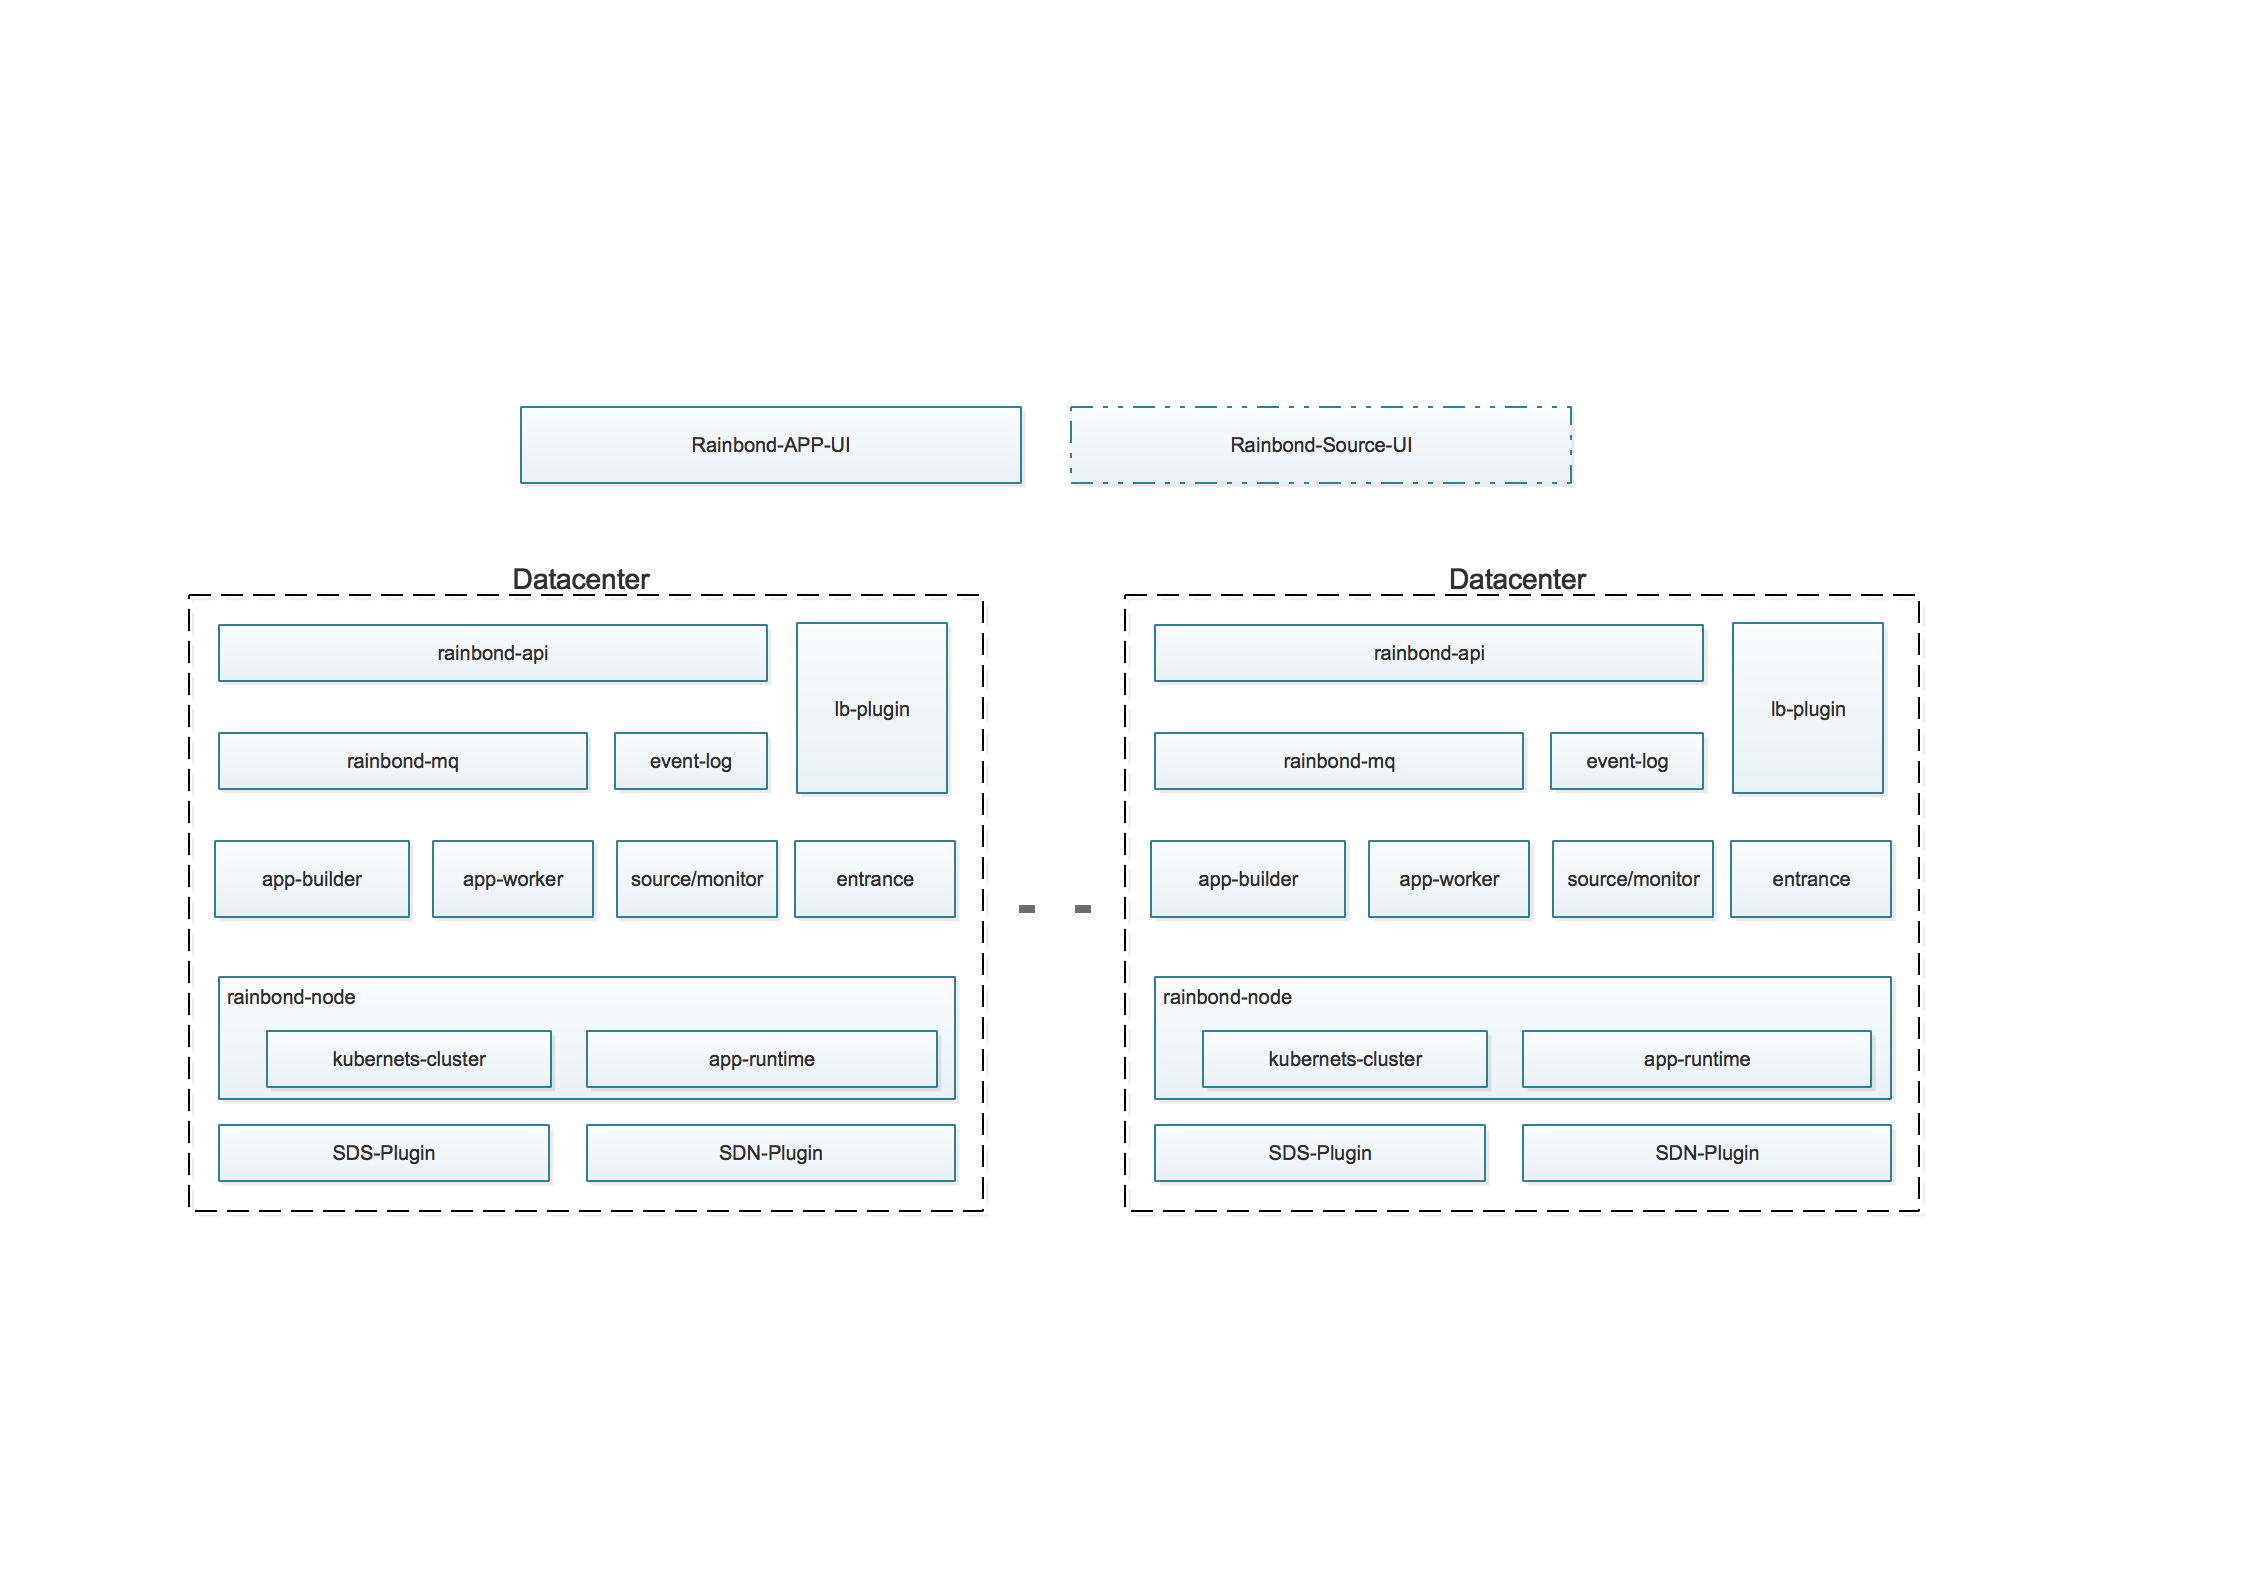 Rainbond-APP-UI
Rainbond-Source-UI
Datacenter
rainbond-api
lb-plugin
rainbond-mq
event-log
app-builder
app-worker
source/monitor
entrance
rainbond-node
kubernets-cluster
app-runtime
SDS-Plugin
SDN-Plugin
Datacenter
rainbond-api
lb-plugin
rainbond-mq
event-log
app-builder
app-worker
source/monitor
entrance
rainbond-node
kubernets-cluster
app-runtime
SDS-Plugin
SDN-Plugin